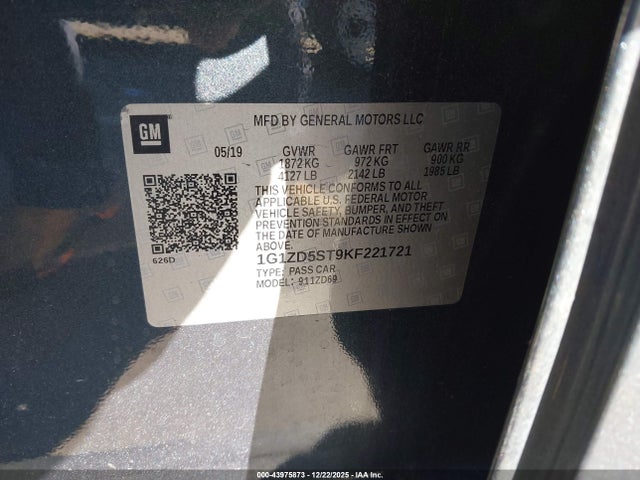 GM
MFD BY GENERAL MOTORS LLC
05/19 GVWR GAWR FRT GAWR RR
1872 KG 972 KG 900 KG
4127 LB 2142 LB 1985 LB
THIS VEHICLE CONFORMS TO ALL
APPLICABLE U.S. FEDERAL MOTOR
VEHICLE SAFETY, BUMPER, AND THEFT
PREVENTION STANDARDS IN EFFECT ON
THE DATE OF MANUFACTURE SHOWN
ABOVE.
626D
1G1ZD5ST9KF221721
TYPE: PASS CAR
MODEL: 911ZD69
000-43975873 - 12/22/2025 - IAA Inc.